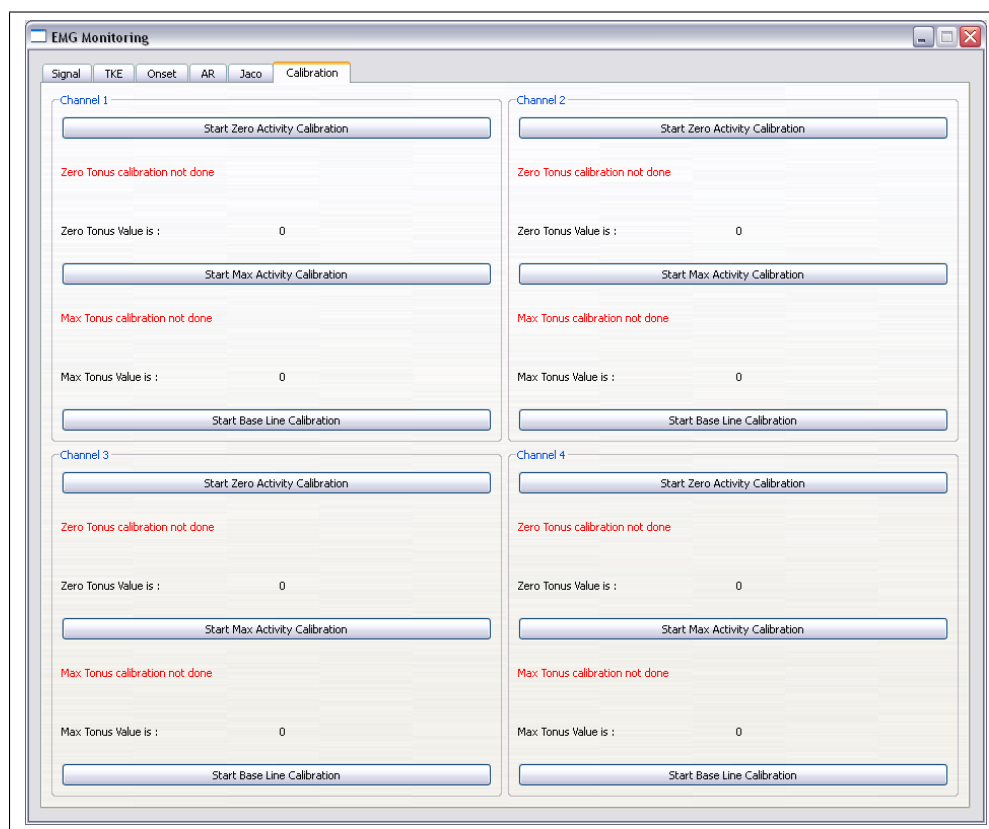 EMG Monitoring
Signal TKE Onset AR Jaco Calibration
Channel 1
Start Zero Activity Calibration
Zero Tonus calibration not done
Zero Tonus Value is : 0
Start Max Activity Calibration
Max Tonus calibration not done
Max Tonus Value is : 0
Start Base Line Calibration
Channel 2
Start Zero Activity Calibration
Zero Tonus calibration not done
Zero Tonus Value is : 0
Start Max Activity Calibration
Max Tonus calibration not done
Max Tonus Value is : 0
Start Base Line Calibration
Channel 3
Start Zero Activity Calibration
Zero Tonus calibration not done
Zero Tonus Value is : 0
Start Max Activity Calibration
Max Tonus calibration not done
Max Tonus Value is : 0
Start Base Line Calibration
Channel 4
Start Zero Activity Calibration
Zero Tonus calibration not done
Zero Tonus Value is : 0
Start Max Activity Calibration
Max Tonus calibration not done
Max Tonus Value is : 0
Start Base Line Calibration